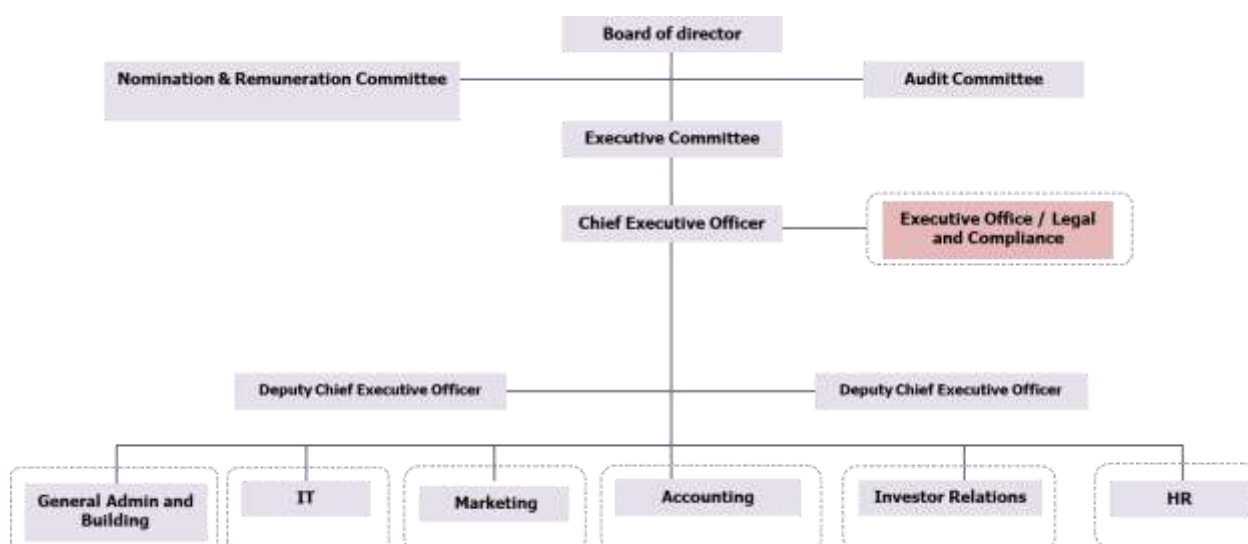 Board of director
Nomination & Remuneration Committee
Audit Committee
Executive Committee
Chief Executive Officer
Executive Office / Legal
and Compliance
Deputy Chief Executive Officer
Deputy Chief Executive Officer
General Admin and
Building
IT
Marketing
Accounting
Investor Relations
HR